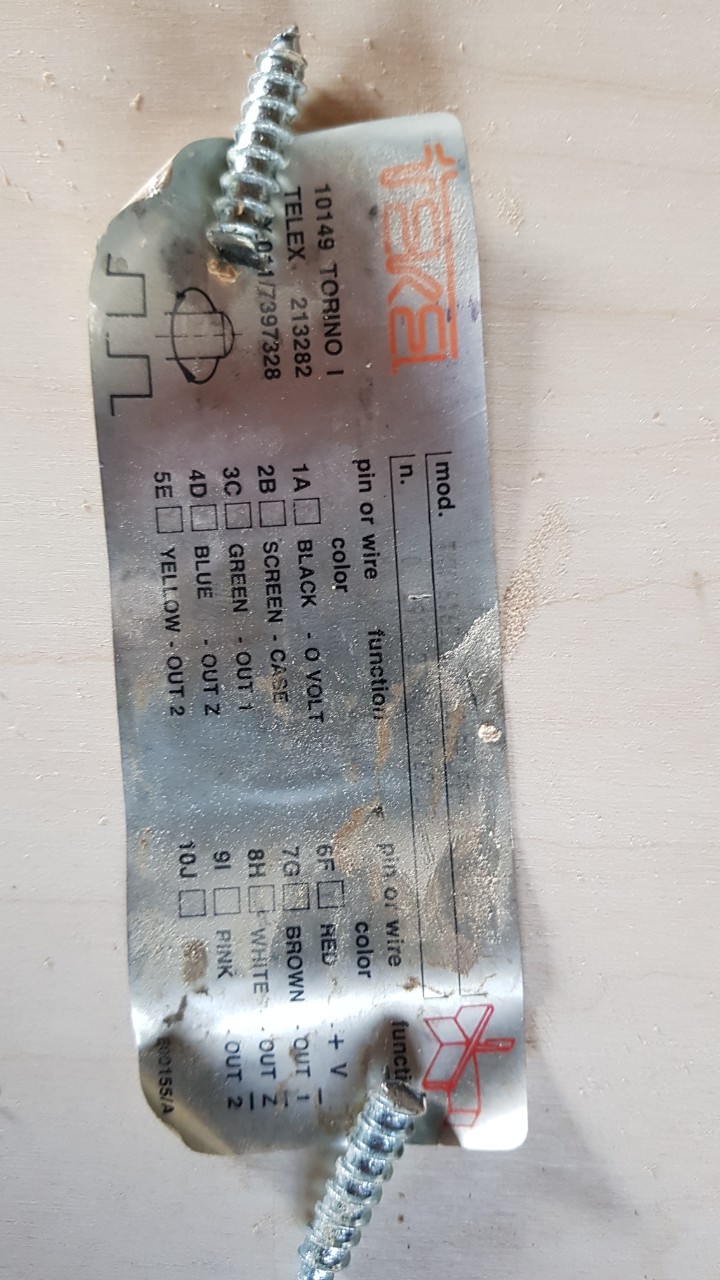 TEKEL
10149 TORINO I
TELEX 213282
011/7397328
mod.
n.
pin or wire color function
1A BLACK - O VOLT
2B SCREEN - CASE
3C GREEN - OUT 1
4D BLUE - OUT Z
5E YELLOW - OUT 2
pin or wire color functi
6F RED - + V
7G BROWN - OUT 1
8H WHITE - OUT Z
9I PINK - OUT 2
10J